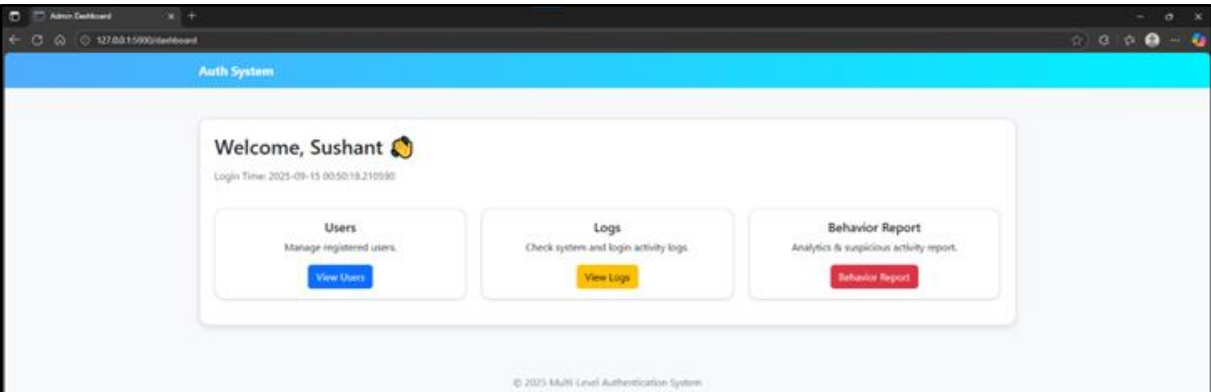 Admin Dashboard
127.0.0.1:5000/dashboard
Auth System
Welcome, Sushant 👋
Login Time: 2025-09-15 00:50:18.210590
Users
Manage registered users.
View Users
Logs
Check system and login activity logs.
View Logs
Behavior Report
Analytics & suspicious activity report.
Behavior Report
© 2025 Multi-Level Authentication System